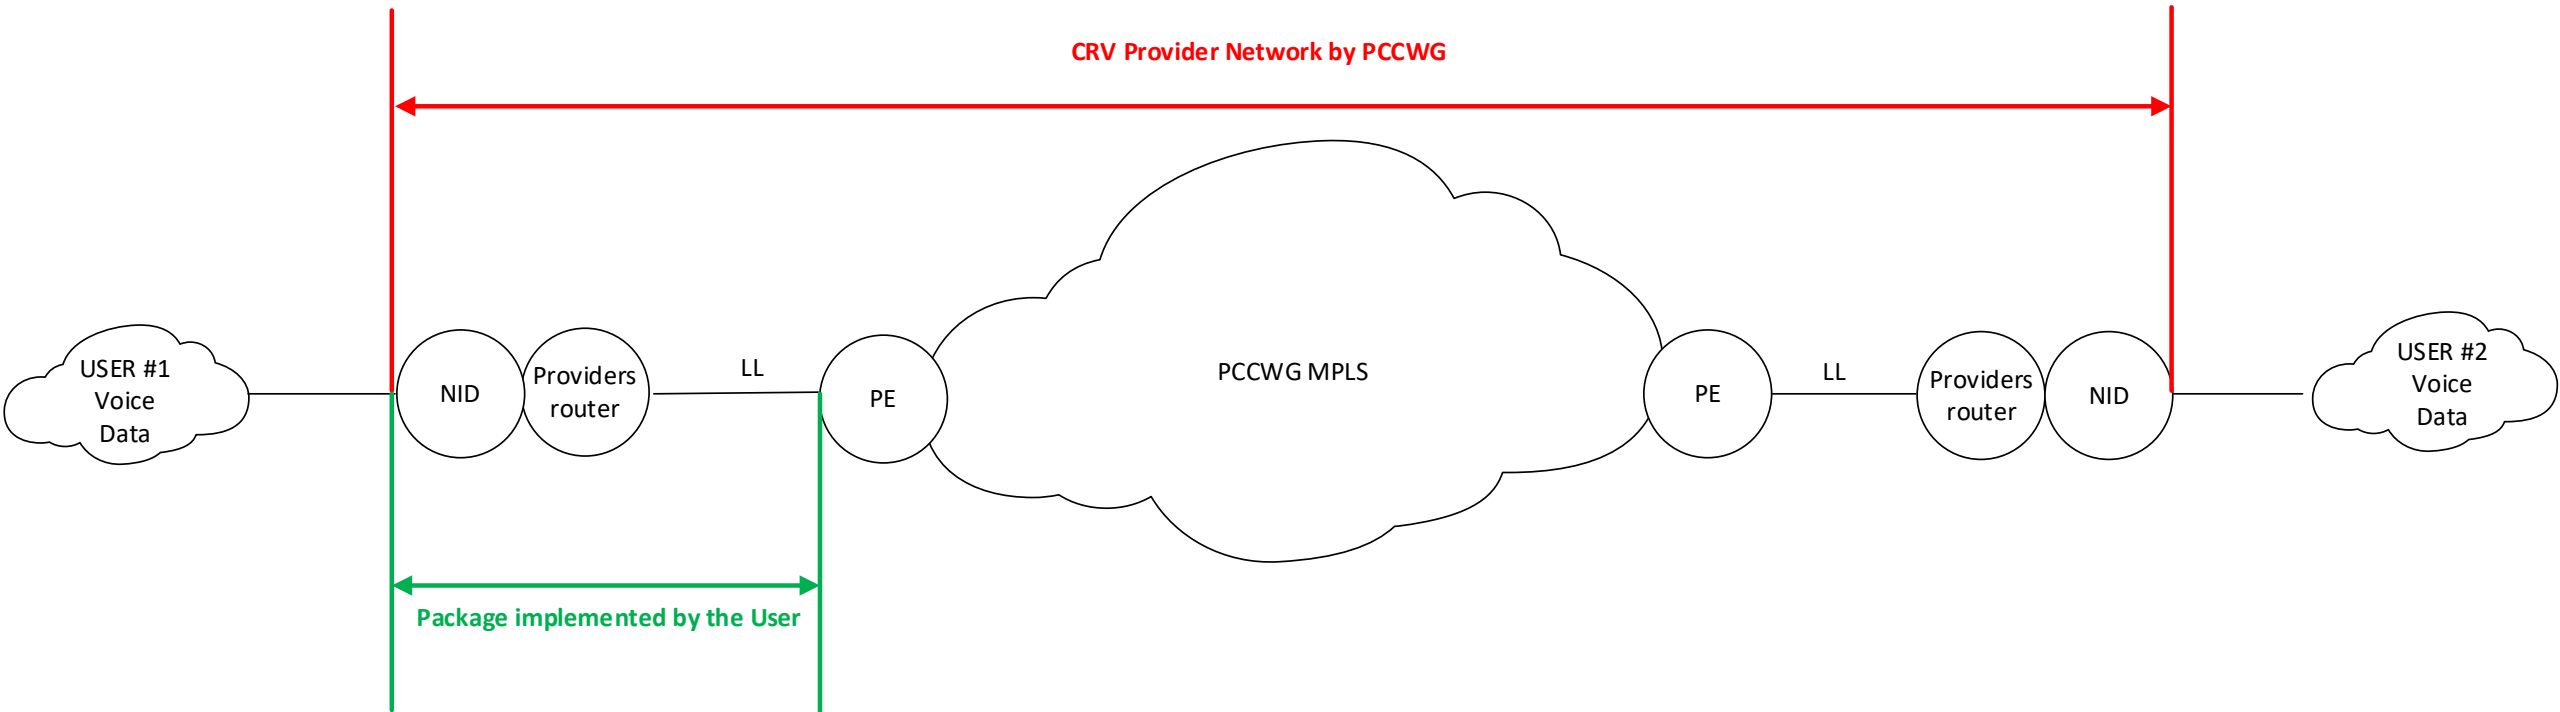 CRV Provider Network by PCCWG
USER #1
Voice
Data
NID
Providers
router
LL
PE
PCCWG MPLS
PE
LL
Providers
router
NID
USER #2
Voice
Data
Package implemented by the User